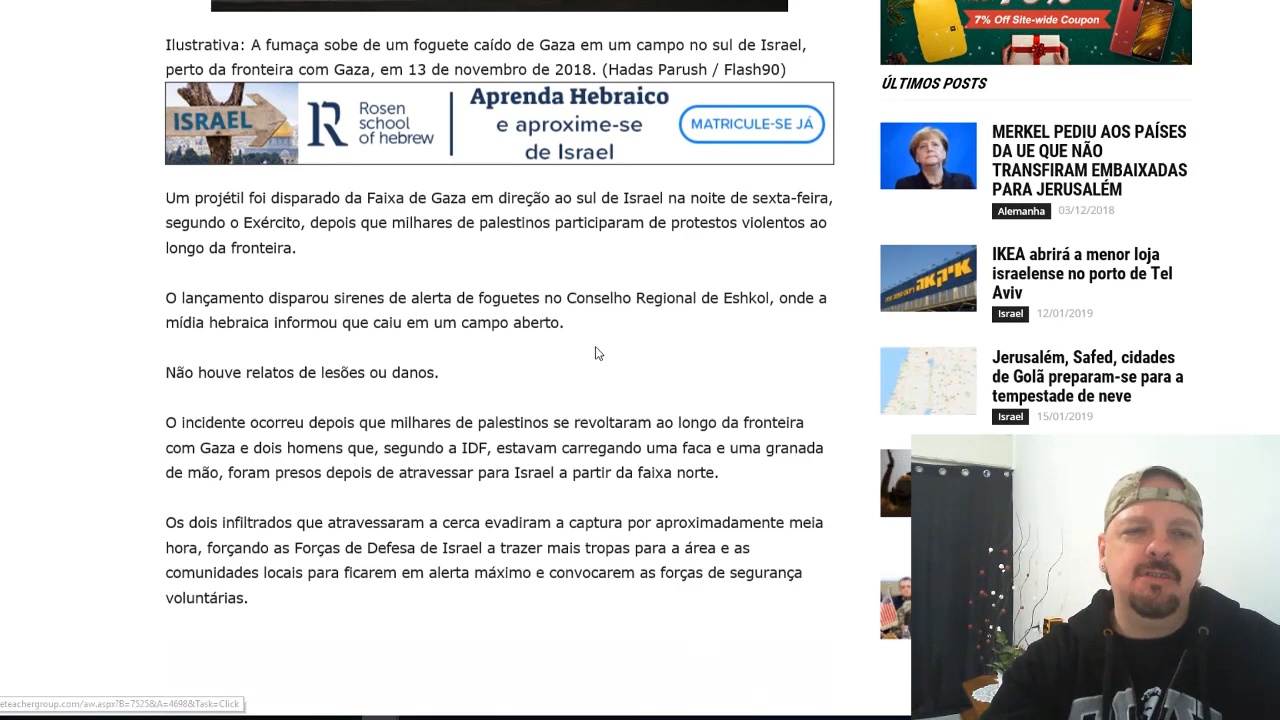 7% Off Site-wide Coupon
Ilustrativa: A fumaça sobe de um foguete caído de Gaza em um campo no sul de Israel,
perto da fronteira com Gaza, em 13 de novembro de 2018. (Hadas Parush / Flash90)
ISRAEL
Rosen
school
of hebrew
Aprenda Hebraico
e aproxime-se
de Israel
MATRICULE-SE JÁ
Um projétil foi disparado da Faixa de Gaza em direção ao sul de Israel na noite de sexta-feira,
segundo o Exército, depois que milhares de palestinos participaram de protestos violentos ao
longo da fronteira.
O lançamento disparou sirenes de alerta de foguetes no Conselho Regional de Eshkol, onde a
mídia hebraica informou que caiu em um campo aberto.
Não houve relatos de lesões ou danos.
O incidente ocorreu depois que milhares de palestinos se revoltaram ao longo da fronteira
com Gaza e dois homens que, segundo a IDF, estavam carregando uma faca e uma granada
de mão, foram presos depois de atravessar para Israel a partir da faixa norte.
Os dois infiltrados que atravessaram a cerca evadiram a captura por aproximadamente meia
hora, forçando as Forças de Defesa de Israel a trazer mais tropas para a área e as
comunidades locais para ficarem em alerta máximo e convocarem as forças de segurança
voluntárias.
ÚLTIMOS POSTS
MERKEL PEDIU AOS PAÍSES
DA UE QUE NÃO
TRANSFIRAM EMBAIXADAS
PARA JERUSALÉM
Alemanha 03/12/2018
איקאה
IKEA abrirá a menor loja
israelense no porto de Tel
Aviv
Israel 12/01/2019
Jerusalém, Safed, cidades
de Golã preparam-se para a
tempestade de neve
Israel 15/01/2019
eteachergroup.com/aw.aspx?B=7525&A=4698&Task=Click